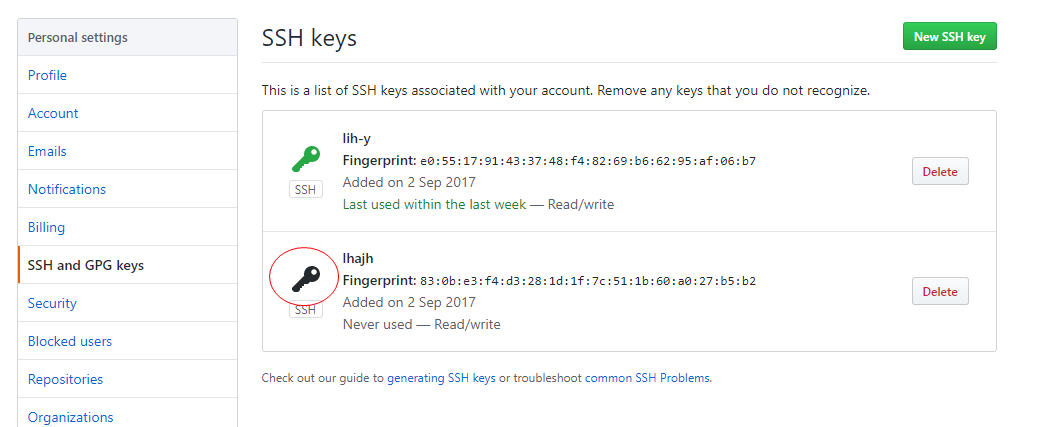 Personal settings
Profile
Account
Emails
Notifications
Billing
SSH and GPG keys
Security
Blocked users
Repositories
Organizations
SSH keys
New SSH key
This is a list of SSH keys associated with your account. Remove any keys that you do not recognize.
lih-y
Fingerprint: e0:55:17:91:43:37:48:f4:82:69:b6:62:95:af:06:b7
Added on 2 Sep 2017
Last used within the last week — Read/write
SSH
Delete
lhajh
Fingerprint: 83:0b:e3:f4:d3:28:1d:1f:7c:51:1b:60:a0:27:b5:b2
Added on 2 Sep 2017
Never used — Read/write
SSH
Delete
Check out our guide to generating SSH keys or troubleshoot common SSH Problems.